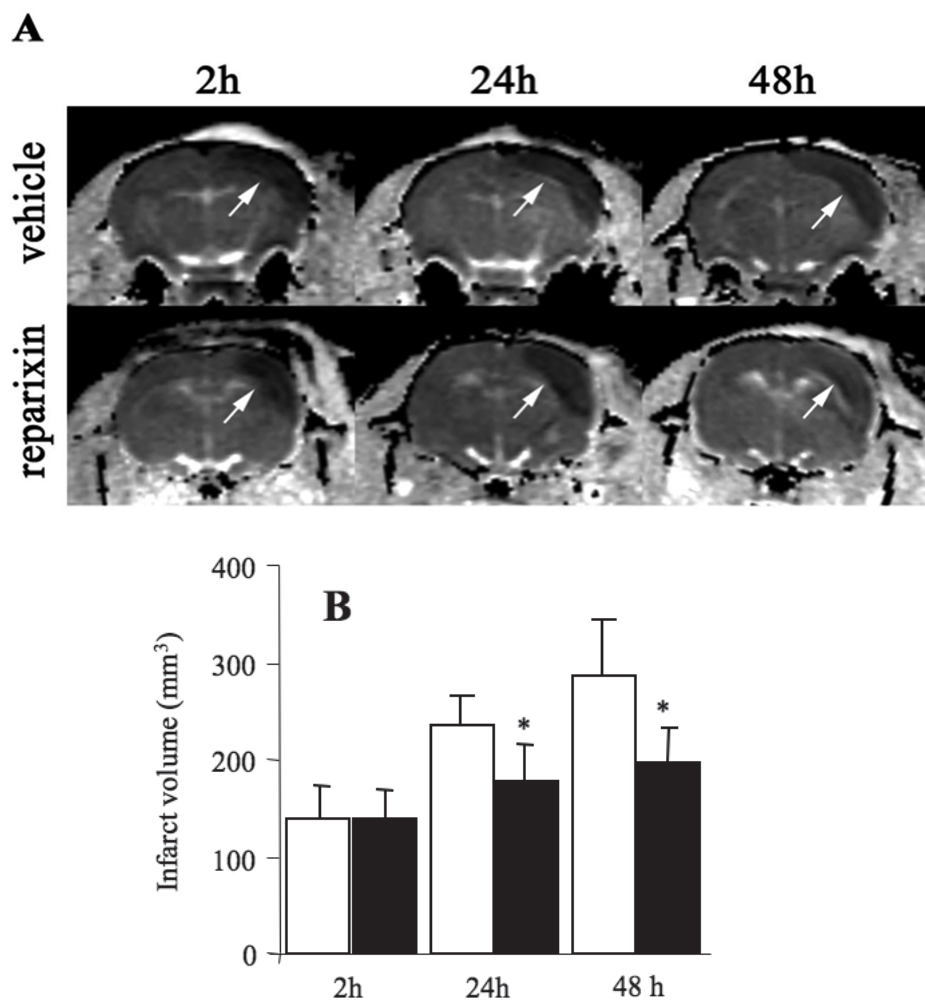 A
2h 24h 48h
vehicle
reparixin
B
Infarct volume (mm³)
400
300
200
100
0
* *
2h 24h 48 h